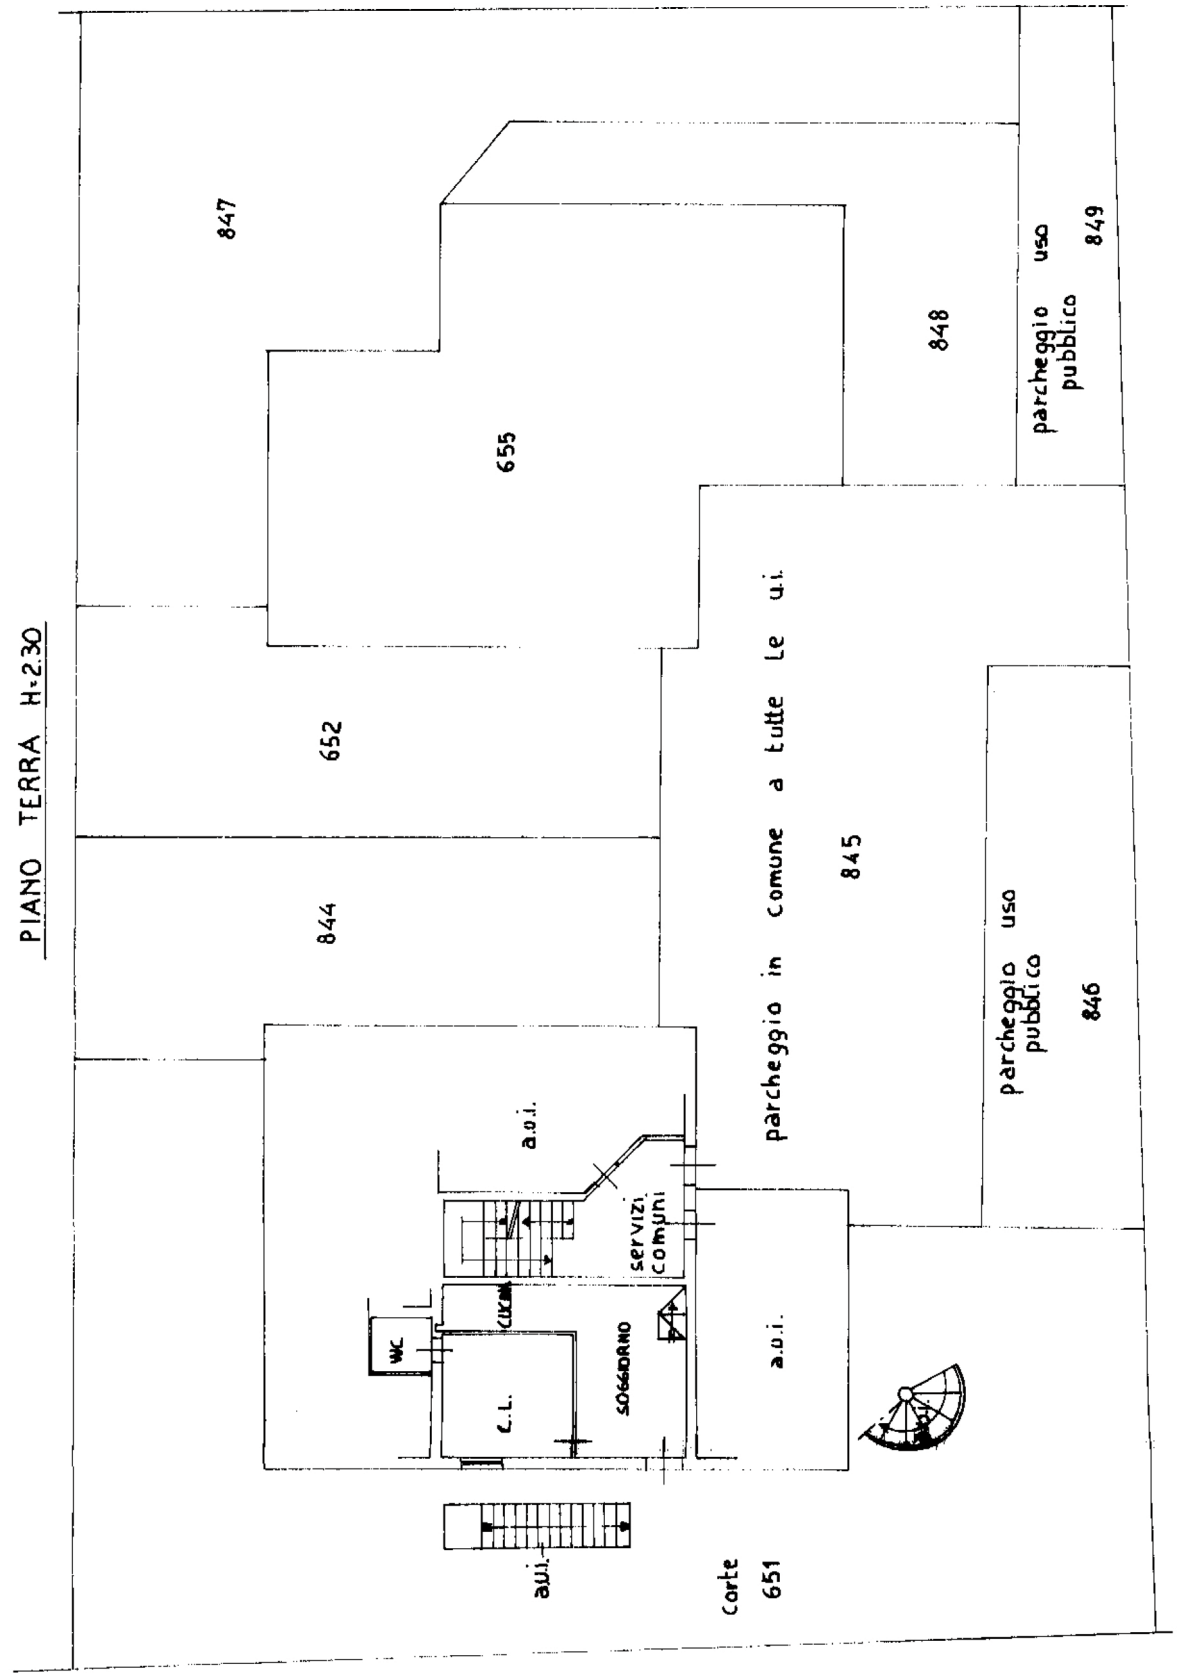 PIANO TERRA H=2.30
847
655
652
844
848
parcheggio uso
pubblico
849
parcheggio in comune a tutte le u.i.
845
parcheggio uso
pubblico
846
a.u.i.
servizi
comuni
CUCINA
WC
C.L.
SOGGIORNO
a.u.i.
a.u.i.
Corte
651